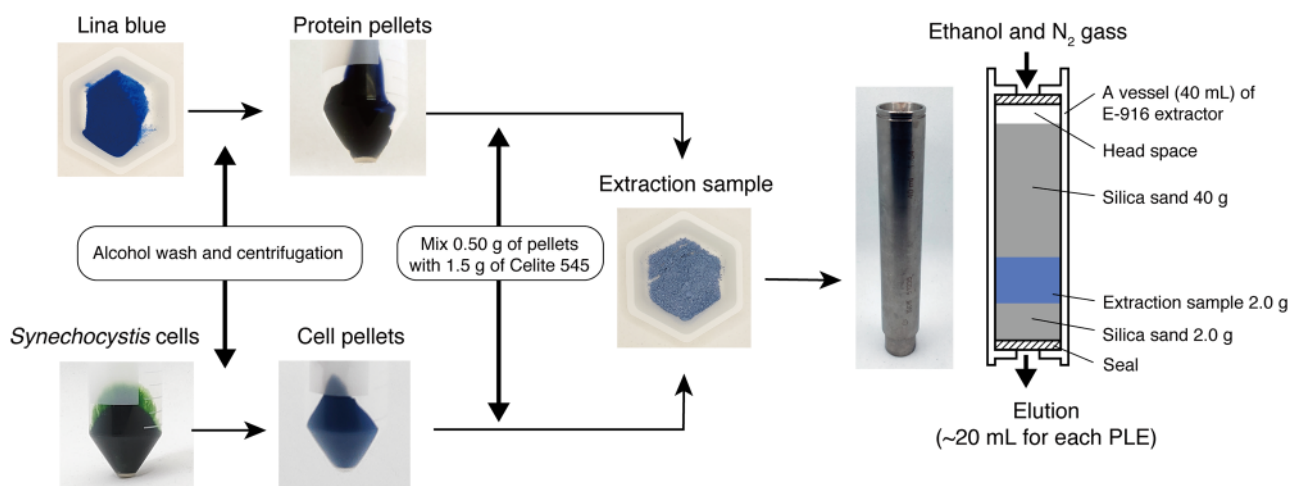 Lina blue
Protein pellets
Alcohol wash and centrifugation
Mix 0.50 g of pellets
with 1.5 g of Celite 545
Extraction sample
Synechocystis cells
Cell pellets
Ethanol and N₂ gass
A vessel (40 mL) of
E-916 extractor
Head space
Silica sand 40 g
Extraction sample 2.0 g
Silica sand 2.0 g
Seal
Elution
(~20 mL for each PLE)